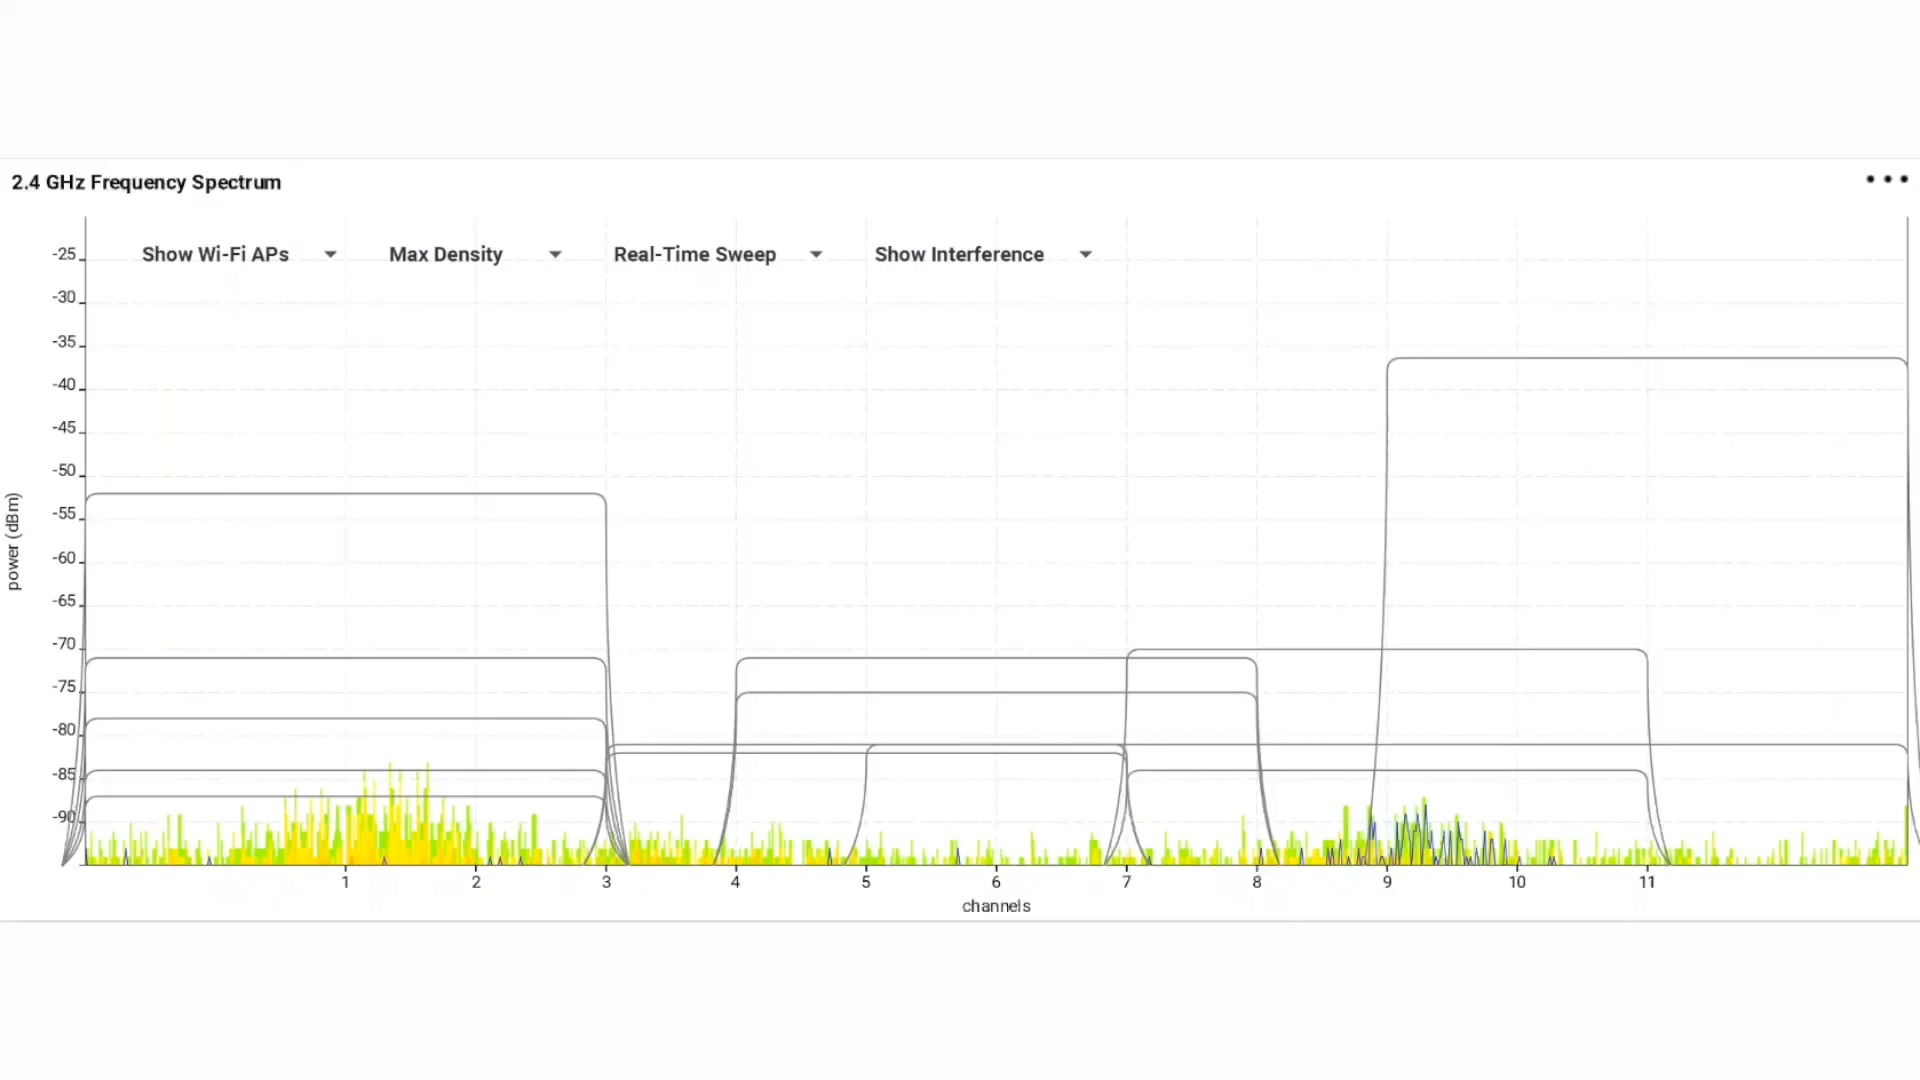 2.4 GHz Frequency Spectrum
Show Wi-Fi APs Max Density Real-Time Sweep Show Interference
-25
-30
-35
-40
-45
-50
-55
-60
-65
-70
-75
-80
-85
-90
power (dBm)
1 2 3 4 5 6 7 8 9 10 11
channels